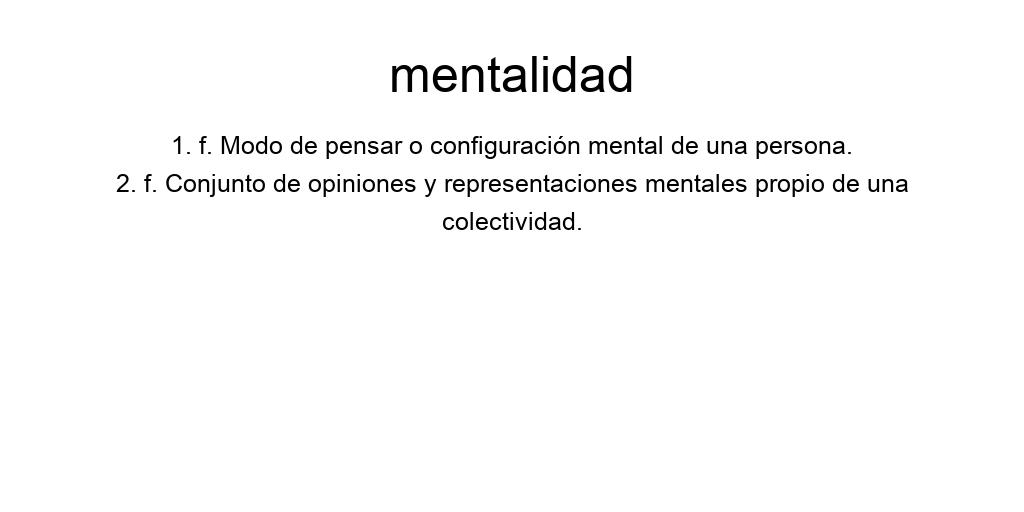 mentalidad
1. f. Modo de pensar o configuración mental de una persona.
2. f. Conjunto de opiniones y representaciones mentales propio de una
colectividad.